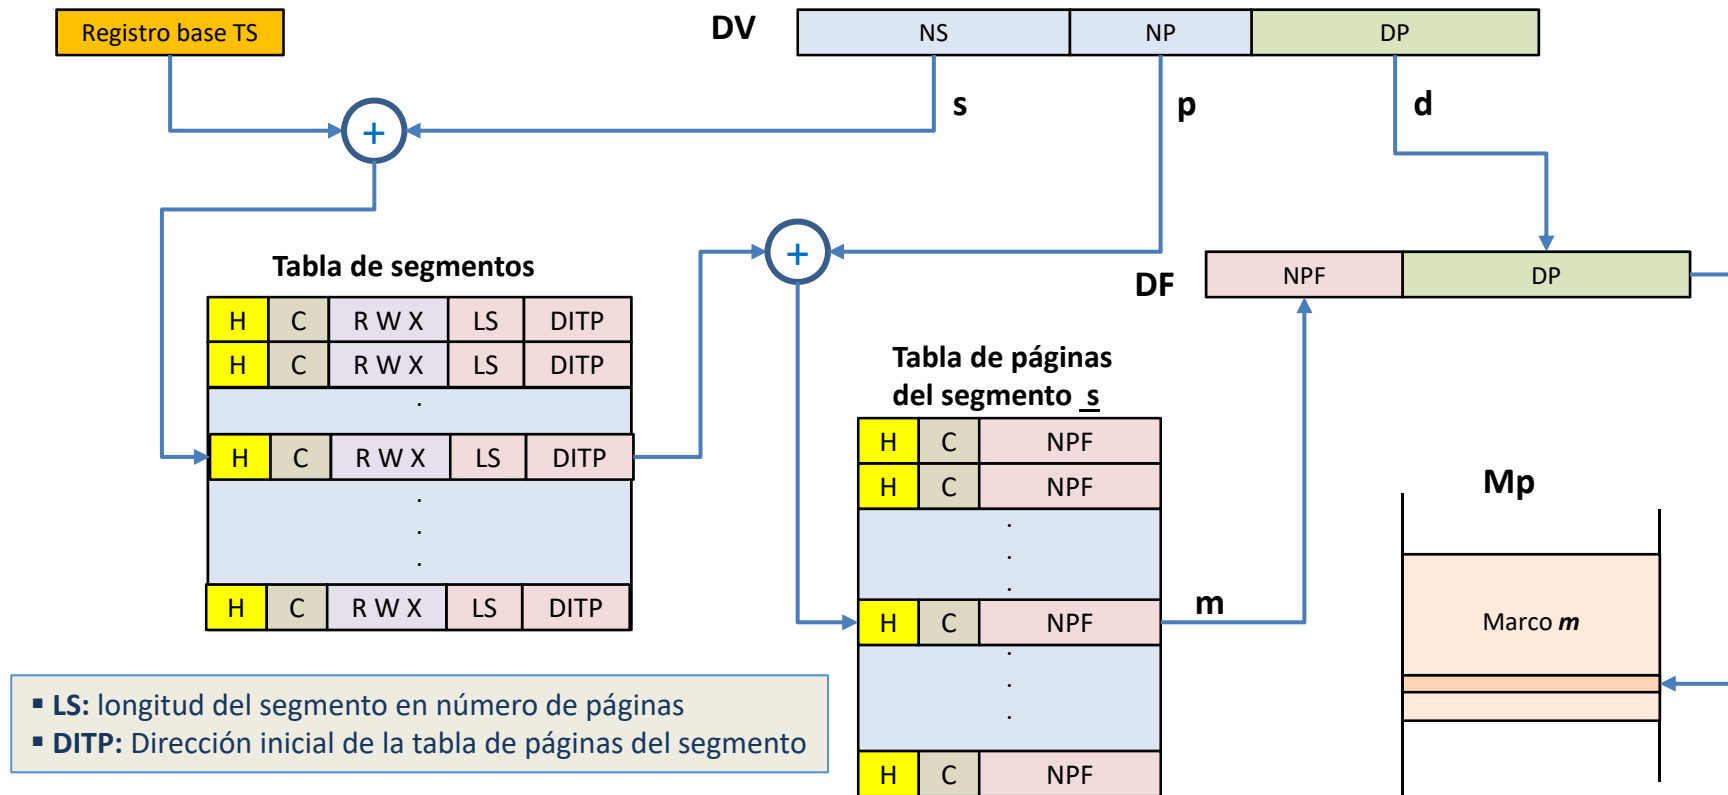 Registro base TS
DV
NS NP DP
s p d
+
+
Tabla de segmentos
H C R W X LS DITP
H C R W X LS DITP
.
H C R W X LS DITP
.
.
.
H C R W X LS DITP
DF
NPF DP
Tabla de páginas
del segmento s
H C NPF
H C NPF
.
.
.
H C NPF
m
.
.
.
H C NPF
Mp
Marco m
▪ LS: longitud del segmento en número de páginas
▪ DITP: Dirección inicial de la tabla de páginas del segmento